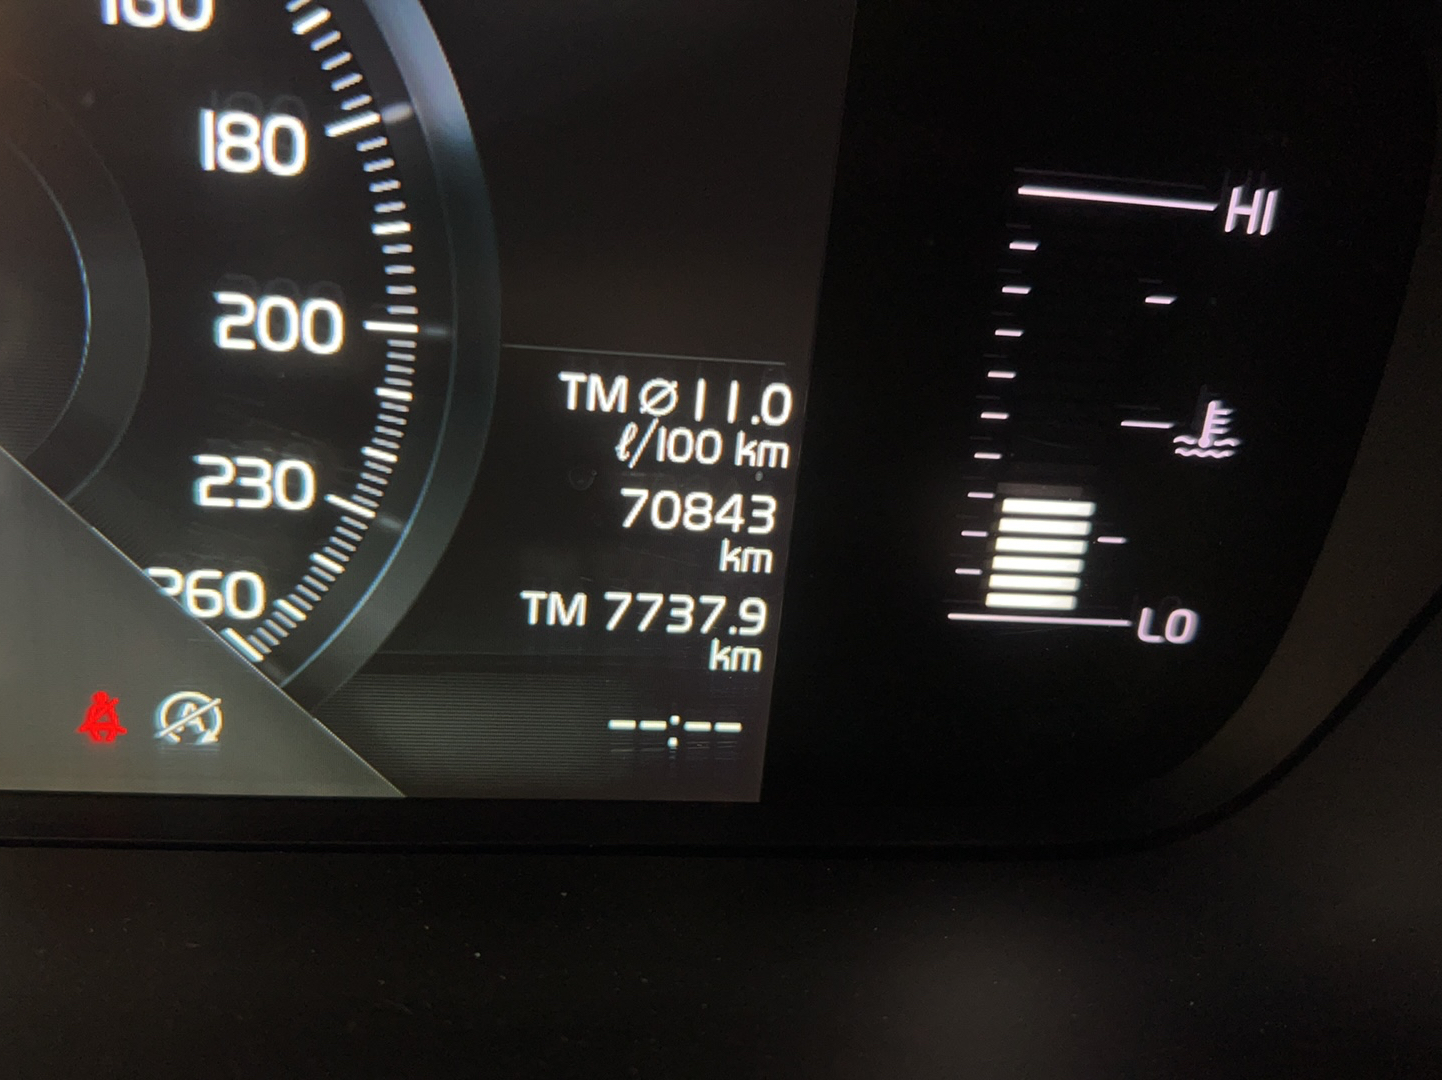 160
180
200
230
260
TM ∅ 11.0
ℓ/100 km
70843
km
TM 7737.9
km
--:--
A
HI
LO